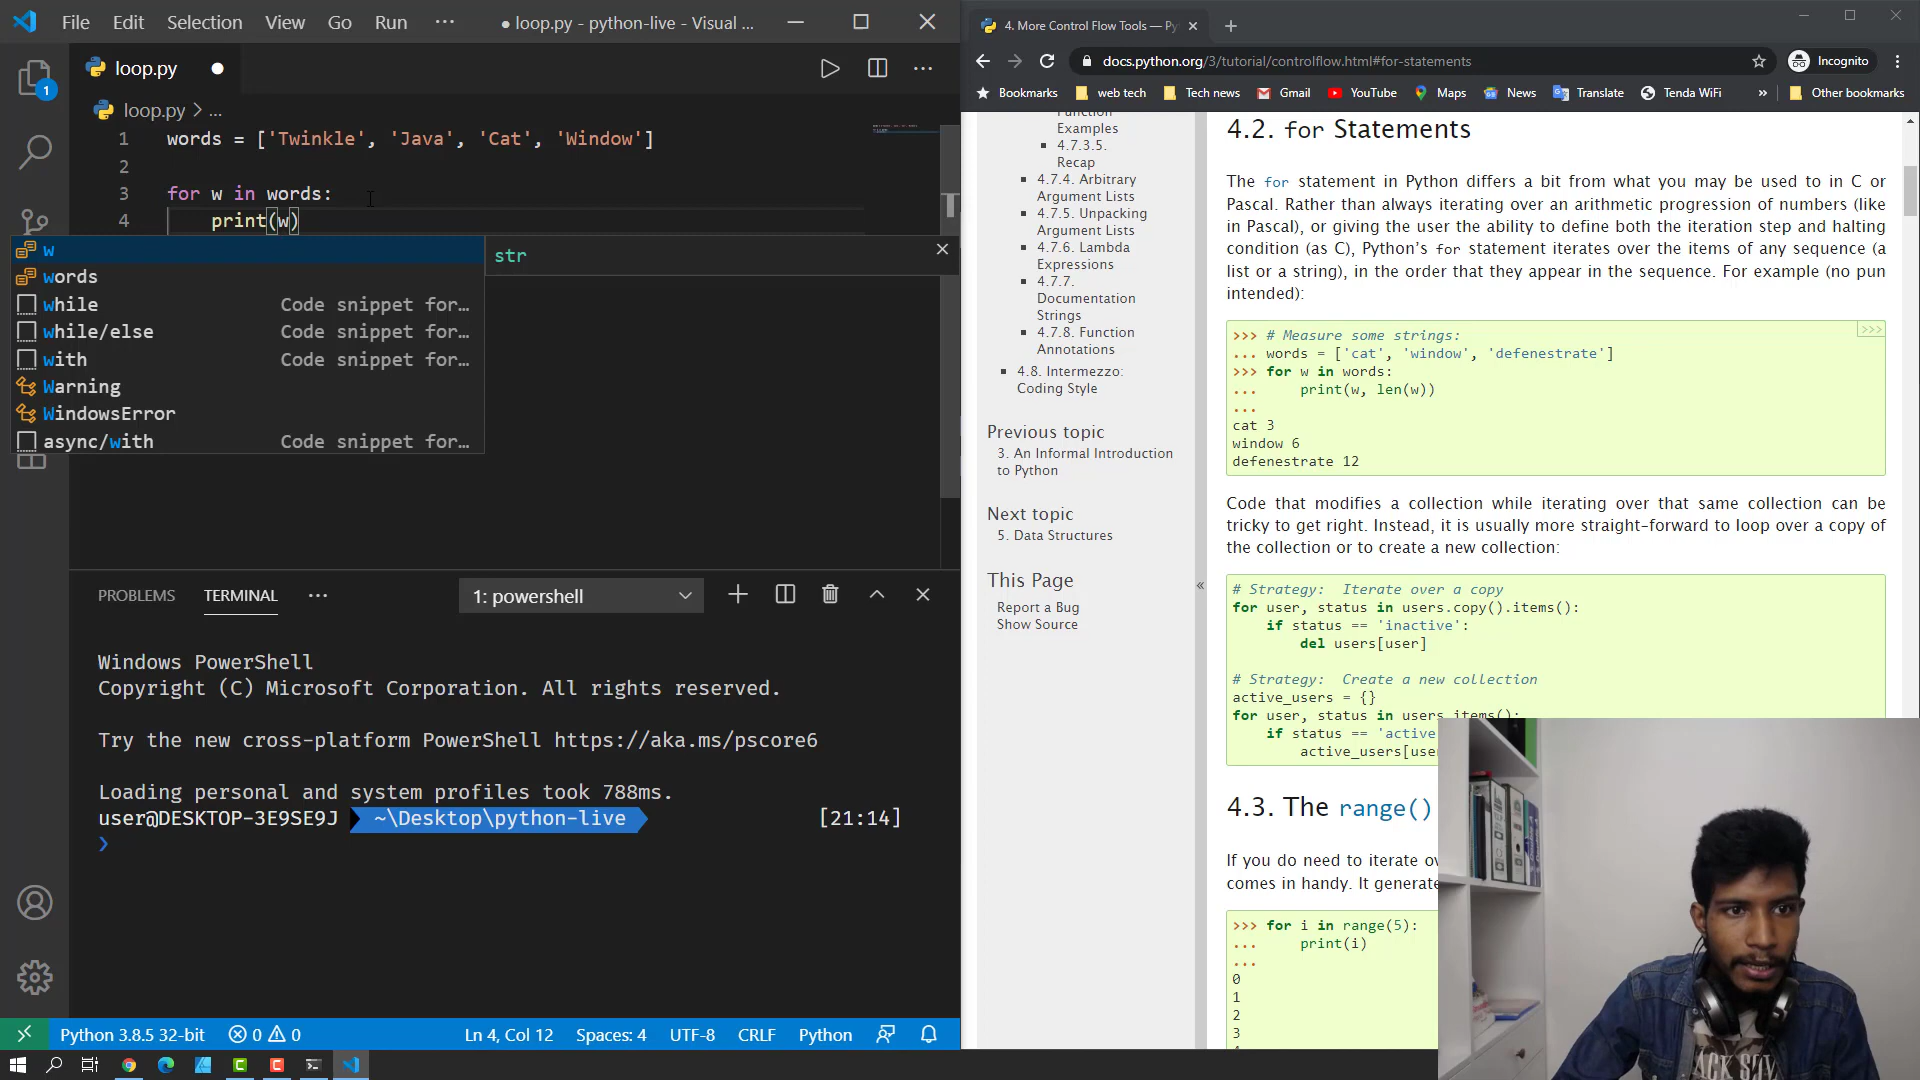 File Edit Selection View Go Run ··· ● loop.py - python-live - Visual ...
loop.py
loop.py > ...
1 words = ['Twinkle', 'Java', 'Cat', 'Window']
2
3 for w in words:
4 print(w)
w
str
words
while Code snippet for…
while/else Code snippet for…
with Code snippet for…
Warning
WindowsError
async/with Code snippet for…
1
PROBLEMS TERMINAL ··· 1: powershell
Windows PowerShell
Copyright (C) Microsoft Corporation. All rights reserved.
Try the new cross-platform PowerShell https://aka.ms/pscore6
Loading personal and system profiles took 788ms.
user@DESKTOP-3E9SE9J ~\Desktop\python-live [21:14]
❯
Python 3.8.5 32-bit 0 0 Ln 4, Col 12 Spaces: 4 UTF-8 CRLF Python
4. More Control Flow Tools — Py
docs.python.org/3/tutorial/controlflow.html#for-statements Incognito
Bookmarks web tech Tech news Gmail YouTube Maps News Translate Tenda WiFi » Other bookmarks
Function
Examples
4.7.3.5.
Recap
4.7.4. Arbitrary
Argument Lists
4.7.5. Unpacking
Argument Lists
4.7.6. Lambda
Expressions
4.7.7.
Documentation
Strings
4.7.8. Function
Annotations
4.8. Intermezzo:
Coding Style
Previous topic
3. An Informal Introduction
to Python
Next topic
5. Data Structures
This Page
Report a Bug
Show Source
«
4.2. for Statements
The for statement in Python differs a bit from what you may be used to in C or
Pascal. Rather than always iterating over an arithmetic progression of numbers (like
in Pascal), or giving the user the ability to define both the iteration step and halting
condition (as C), Python’s for statement iterates over the items of any sequence (a
list or a string), in the order that they appear in the sequence. For example (no pun
intended):
>>> # Measure some strings: >>>
... words = ['cat', 'window', 'defenestrate']
>>> for w in words:
... print(w, len(w))
...
cat 3
window 6
defenestrate 12
Code that modifies a collection while iterating over that same collection can be
tricky to get right. Instead, it is usually more straight-forward to loop over a copy of
the collection or to create a new collection:
# Strategy: Iterate over a copy
for user, status in users.copy().items():
if status == 'inactive':
del users[user]
# Strategy: Create a new collection
active_users = {}
for user, status in users.items():
if status == 'active
active_users[user
4.3. The range()
If you do need to iterate ov
comes in handy. It generate
>>> for i in range(5):
... print(i)
...
0
1
2
3